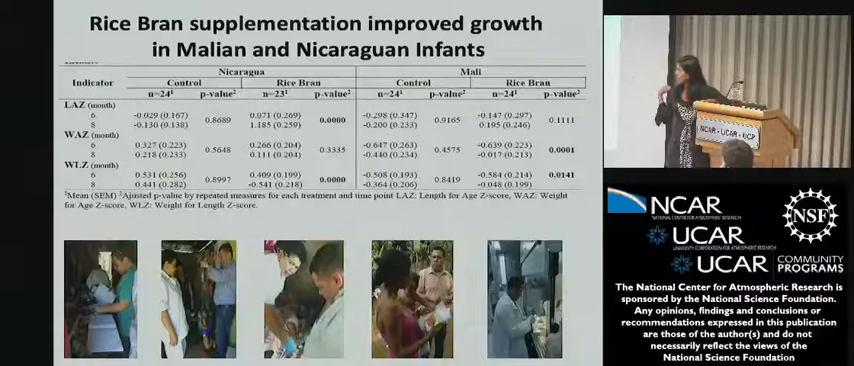 Rice Bran supplementation improved growth
in Malian and Nicaraguan Infants
Nicaragua Mali
Indicator Control Rice Bran Control Rice Bran
n=24¹ p-value² n=23¹ p-value² n=24¹ p-value² n=24¹ p-value²
LAZ (month)
6 -0.029 (0.167) 0.8689 0.071 (0.269) 0.0000 -0.298 (0.347) 0.9165 -0.147 (0.297) 0.1111
8 -0.130 (0.138) 1.185 (0.259) -0.200 (0.233) 0.195 (0.246)
WAZ (month)
6 0.327 (0.223) 0.5648 0.266 (0.204) 0.3335 -0.647 (0.263) 0.4575 -0.639 (0.223) 0.0001
8 0.218 (0.233) 0.111 (0.204) -0.440 (0.234) -0.017 (0.213)
WLZ (month)
6 0.531 (0.256) 0.8997 0.409 (0.199) 0.0000 -0.508 (0.193) 0.8419 -0.584 (0.214) 0.0141
8 0.441 (0.282) -0.541 (0.218) -0.364 (0.206) -0.048 (0.199)
¹Mean (SEM) ²Ajusted p-value by repeated measures for each treatment and time point LAZ: Length for Age Z-score, WAZ: Weight
for Age Z-score, WLZ: Weight for Length Z-score.
NCAR - UCAR - UCP
NCAR
NATIONAL CENTER FOR ATMOSPHERIC RESEARCH
NSF
UCAR
UNIVERSITY CORPORATION FOR ATMOSPHERIC RESEARCH
UCAR COMMUNITY
PROGRAMS
The National Center for Atmospheric Research is
sponsored by the National Science Foundation.
Any opinions, findings and conclusions or
recommendations expressed in this publication
are those of the author(s) and do not
necessarily reflect the views of the
National Science Foundation